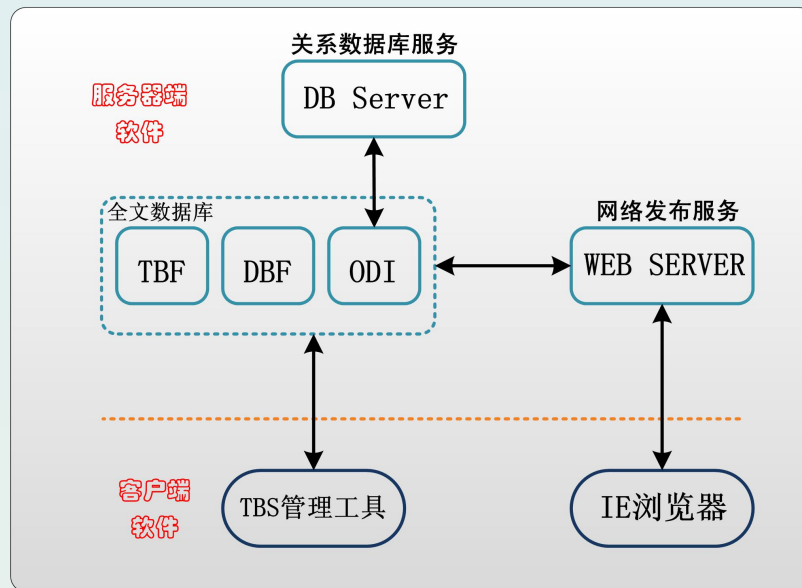 关系数据库服务
DB Server
服务器端
软件
全文数据库
TBF
DBF
ODI
网络发布服务
WEB SERVER
客户端
软件
TBS管理工具
IE浏览器